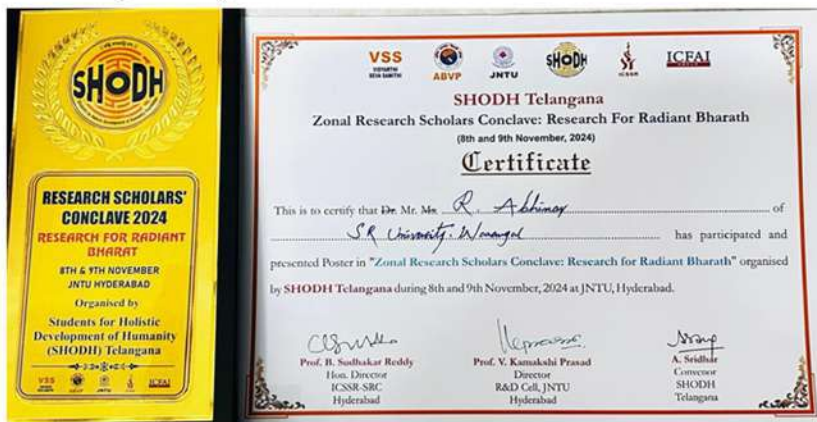 SHODH
RESEARCH SCHOLARS'
CONCLAVE 2024
RESEARCH FOR RADIANT
BHARAT
8TH & 9TH NOVEMBER
JNTU HYDERABAD
Organised by
Students for Holistic
Development of Humanity
(SHODH) Telangana
VSS
ICFAI
VSS
VIDYARTHI
SEVA SAMITHI
ABVP
JNTU
SHODH
ICSSR
ICFAI
SHODH Telangana
Zonal Research Scholars Conclave: Research For Radiant Bharath
(8th and 9th November, 2024)
Certificate
This is to certify that Dr. Mr. Ms. R. Abhinay of
S R University. Warangal has participated and
presented Poster in "Zonal Research Scholars Conclave: Research for Radiant Bharath" organised
by SHODH Telangana during 8th and 9th November, 2024 at JNTU, Hyderabad.
Prof. B. Sudhakar Reddy
Hon. Director
ICSSR-SRC
Hyderabad
Prof. V. Kamakshi Prasad
Director
R&D Cell, JNTU
Hyderabad
A. Sridhar
Convenor
SHODH
Telangana